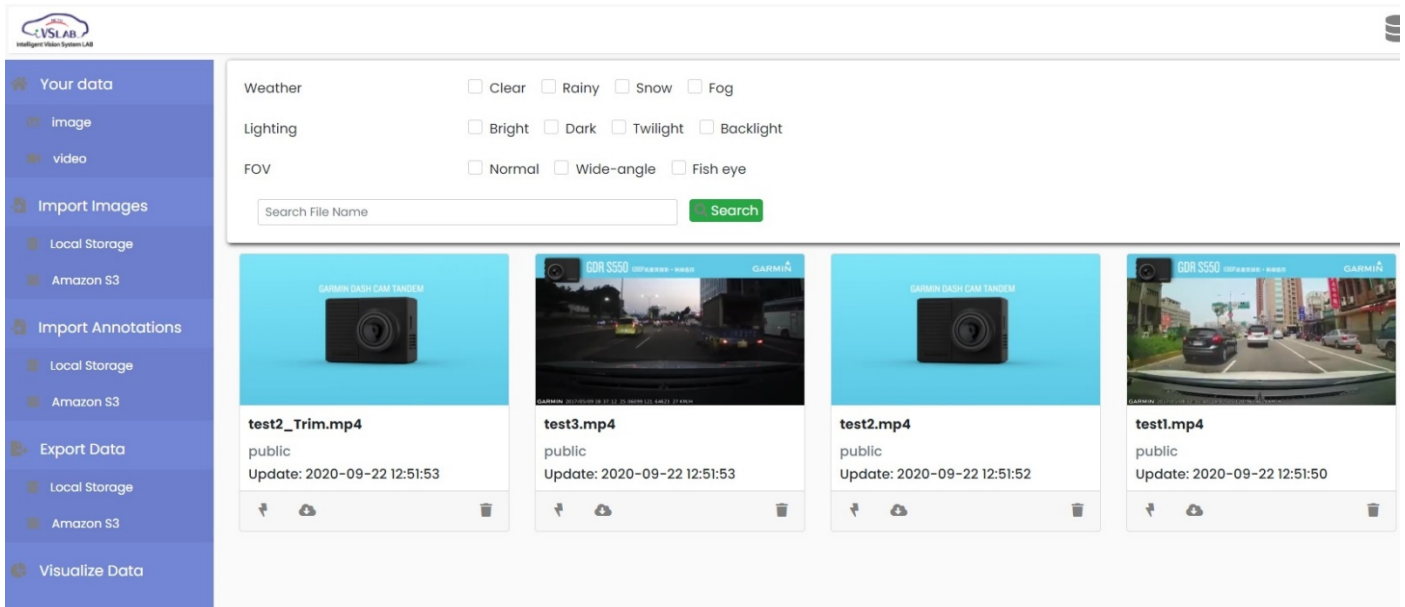 iVSLAB
Intelligent Vision System LAB
Your data
image
video
Import Images
Local Storage
Amazon S3
Import Annotations
Local Storage
Amazon S3
Export Data
Local Storage
Amazon S3
Visualize Data
Weather Clear Rainy Snow Fog
Lighting Bright Dark Twilight Backlight
FOV Normal Wide-angle Fish eye
Search File Name Search
GARMIN DASH CAM TANDEM
test2_Trim.mp4
public
Update: 2020-09-22 12:51:53
GDR S550 GARMIN
test3.mp4
public
Update: 2020-09-22 12:51:53
GARMIN DASH CAM TANDEM
test2.mp4
public
Update: 2020-09-22 12:51:52
GDR S550 GARMIN
test1.mp4
public
Update: 2020-09-22 12:51:50